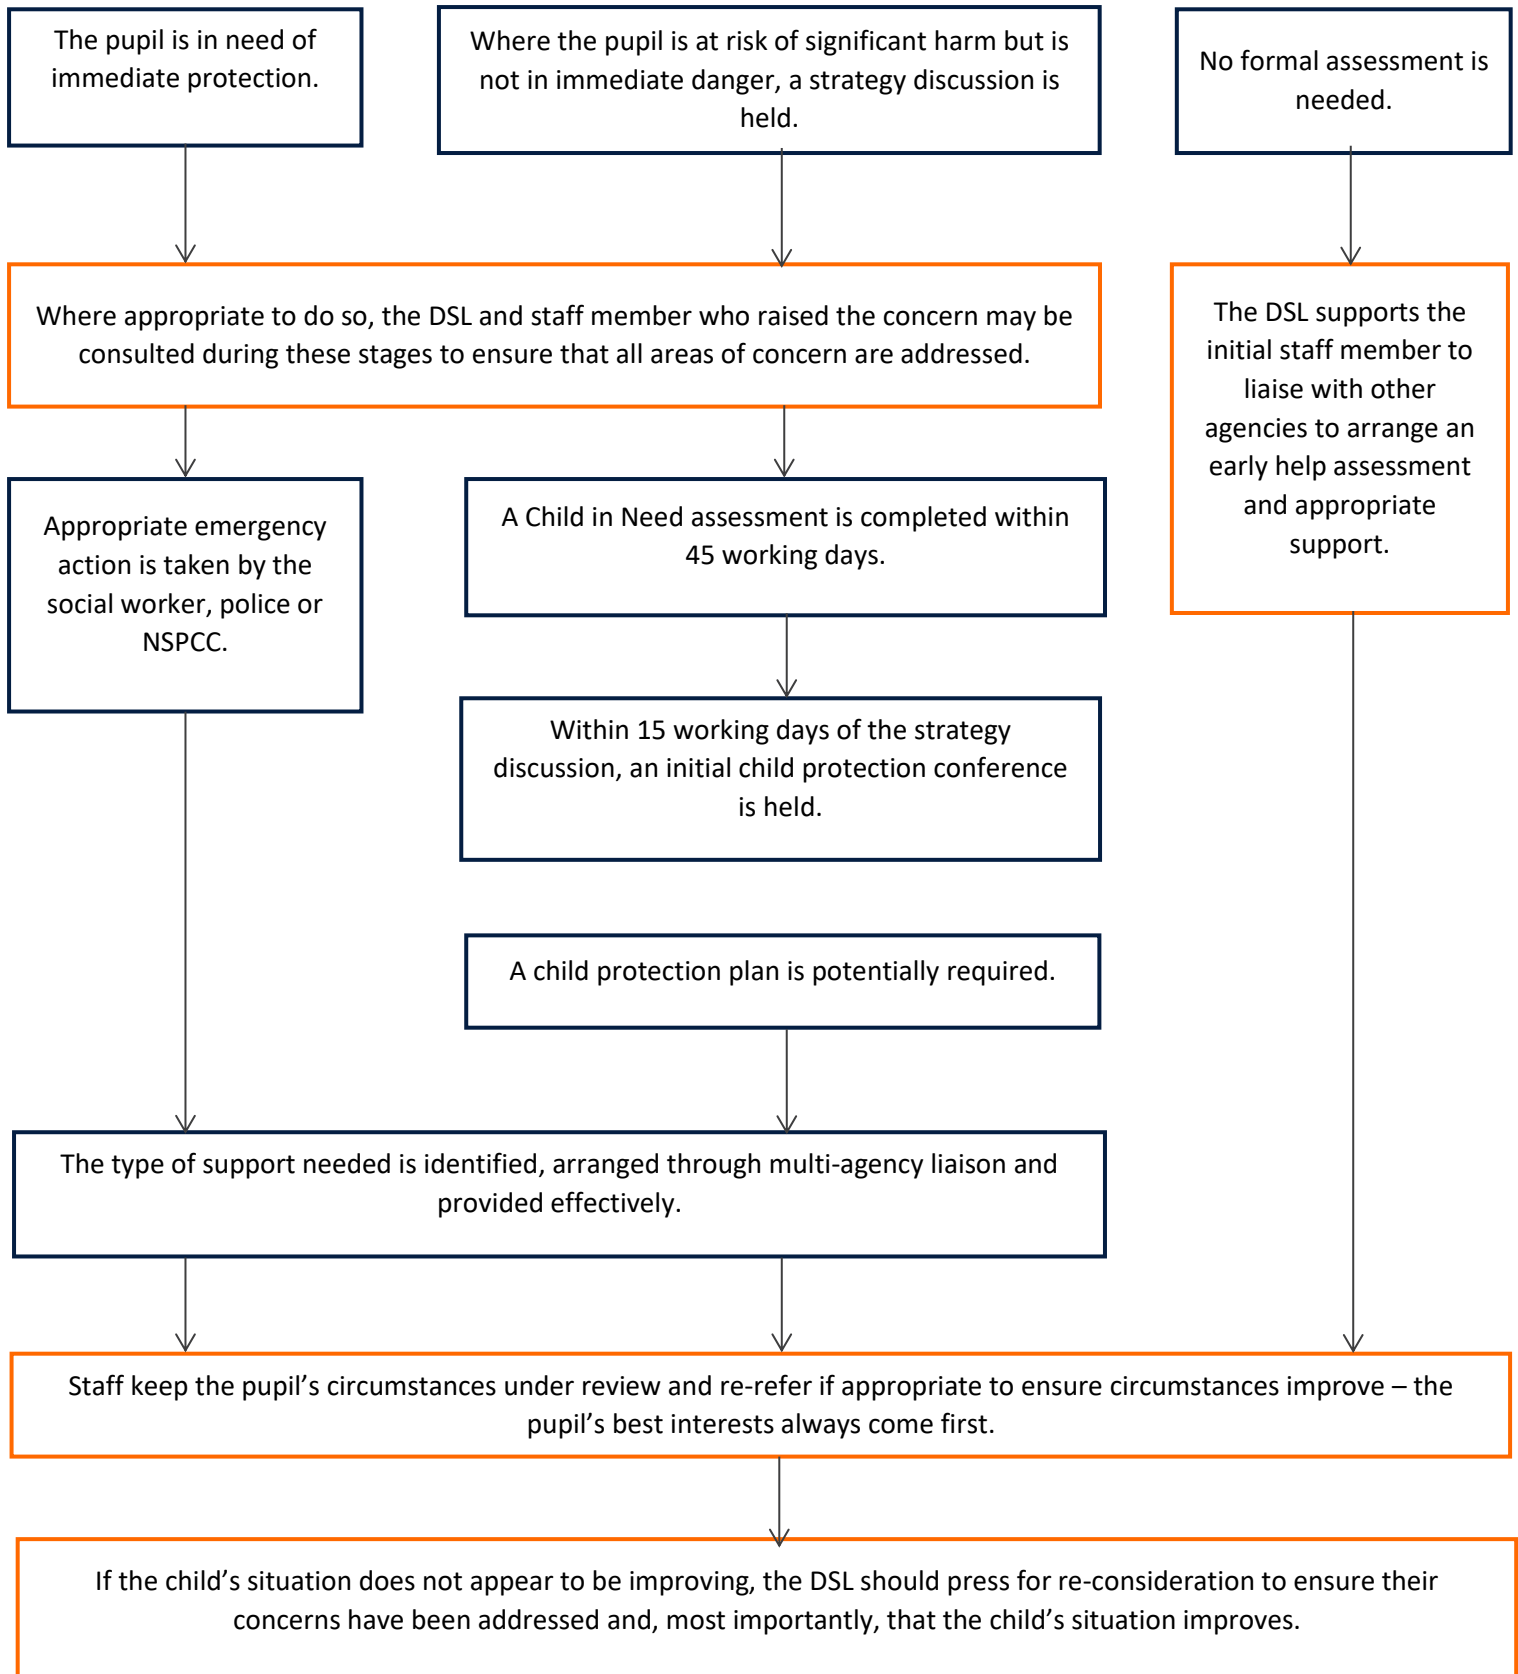 The pupil is in need of
immediate protection.
Where the pupil is at risk of significant harm but is
not in immediate danger, a strategy discussion is
held.
No formal assessment is
needed.
Where appropriate to do so, the DSL and staff member who raised the concern may be
consulted during these stages to ensure that all areas of concern are addressed.
The DSL supports the
initial staff member to
liaise with other
agencies to arrange an
early help assessment
and appropriate
support.
Appropriate emergency
action is taken by the
social worker, police or
NSPCC.
A Child in Need assessment is completed within
45 working days.
Within 15 working days of the strategy
discussion, an initial child protection conference
is held.
A child protection plan is potentially required.
The type of support needed is identified, arranged through multi-agency liaison and
provided effectively.
Staff keep the pupil’s circumstances under review and re-refer if appropriate to ensure circumstances improve – the
pupil’s best interests always come first.
If the child’s situation does not appear to be improving, the DSL should press for re-consideration to ensure their
concerns have been addressed and, most importantly, that the child’s situation improves.